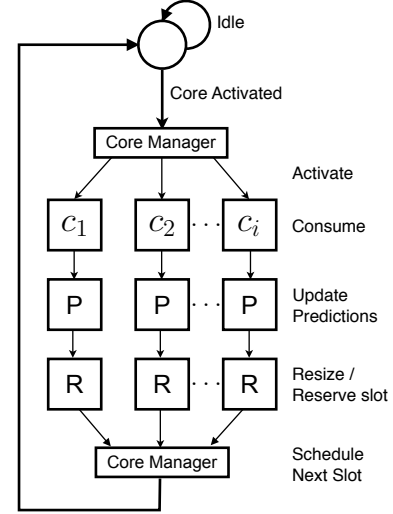 Idle
Core Activated
Core Manager
Activate
c1 c2 ... ci
Consume
P P ... P
Update
Predictions
R R ... R
Resize /
Reserve slot
Core Manager
Schedule
Next Slot